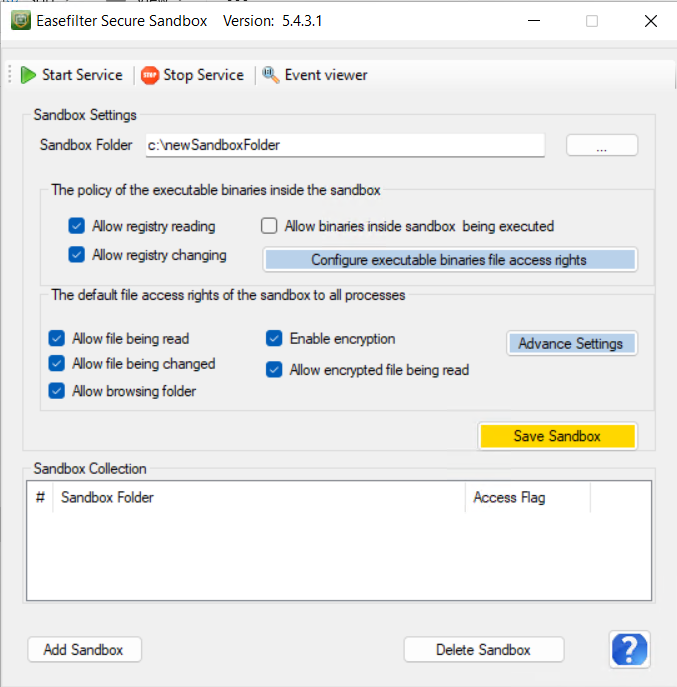 Easefilter Secure Sandbox Version: 5.4.3.1
Start Service Stop Service Event viewer
Sandbox Settings
Sandbox Folder c:\newSandboxFolder ...
The policy of the executable binaries inside the sandbox
Allow registry reading Allow binaries inside sandbox being executed
Allow registry changing Configure executable binaries file access rights
The default file access rights of the sandbox to all processes
Allow file being read Enable encryption Advance Settings
Allow file being changed Allow encrypted file being read
Allow browsing folder
Save Sandbox
Sandbox Collection
# Sandbox Folder Access Flag
Add Sandbox Delete Sandbox ?